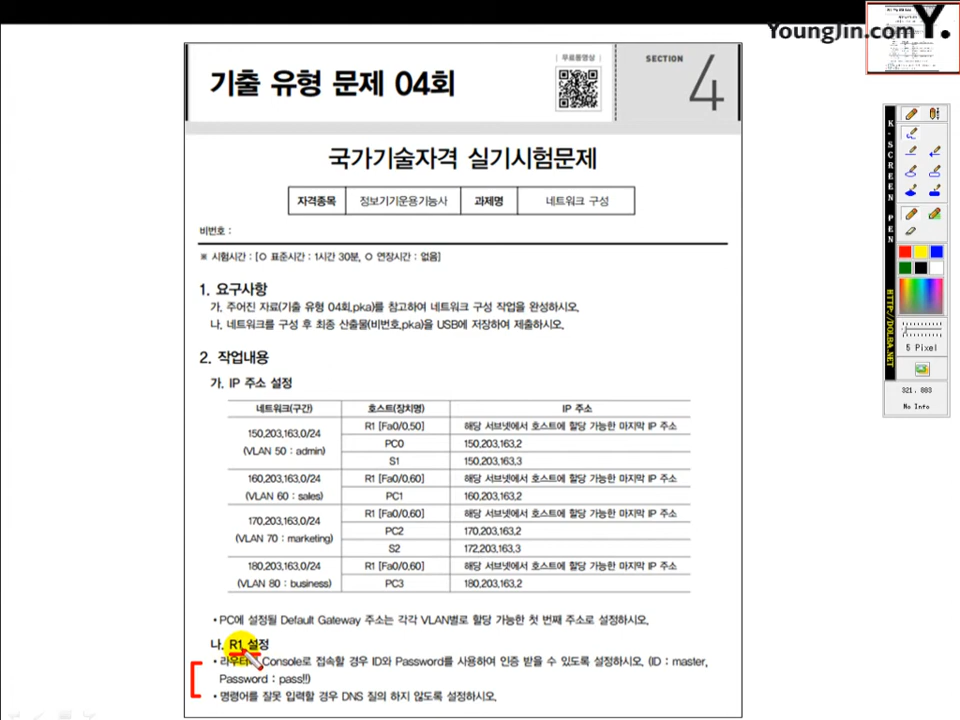 YoungJin.com Y.
기출 유형 문제 04회
무료동영상
SECTION 4
국가기술자격 실기시험문제
자격종목 정보기기운용기능사 과제명 네트워크 구성
비번호 :
※ 시험시간 : [○ 표준시간 : 1시간 30분, ○ 연장시간 : 없음]
1. 요구사항
가. 주어진 자료(기출 유형 04회.pka)를 참고하여 네트워크 구성 작업을 완성하시오.
나. 네트워크를 구성 후 최종 산출물(비번호.pka)을 USB에 저장하여 제출하시오.
2. 작업내용
가. IP 주소 설정
네트워크(구간) 호스트(장치명) IP 주소
150.203.163.0/24 (VLAN 50 : admin) R1 [Fa0/0.50] 해당 서브넷에서 호스트에 할당 가능한 마지막 IP 주소
PC0 150.203.163.2
S1 150.203.163.3
160.203.163.0/24 (VLAN 60 : sales) R1 [Fa0/0.60] 해당 서브넷에서 호스트에 할당 가능한 마지막 IP 주소
PC1 160.203.163.2
170.203.163.0/24 (VLAN 70 : marketing) R1 [Fa0/0.60] 해당 서브넷에서 호스트에 할당 가능한 마지막 IP 주소
PC2 170.203.163.2
S2 172.203.163.3
180.203.163.0/24 (VLAN 80 : business) R1 [Fa0/0.60] 해당 서브넷에서 호스트에 할당 가능한 마지막 IP 주소
PC3 180.203.163.2
• PC에 설정될 Default Gateway 주소는 각각 VLAN별로 할당 가능한 첫 번째 주소로 설정하시오.
나. R1 설정
• 라우터에 Console로 접속할 경우 ID와 Password를 사용하여 인증 받을 수 있도록 설정하시오. (ID : master,
Password : pass!!)
• 명령어를 잘못 입력할 경우 DNS 질의 하지 않도록 설정하시오.
K-SCREEN PEN
HTTP://DOLBA.NET
5 Pixel
321. 883
No Info